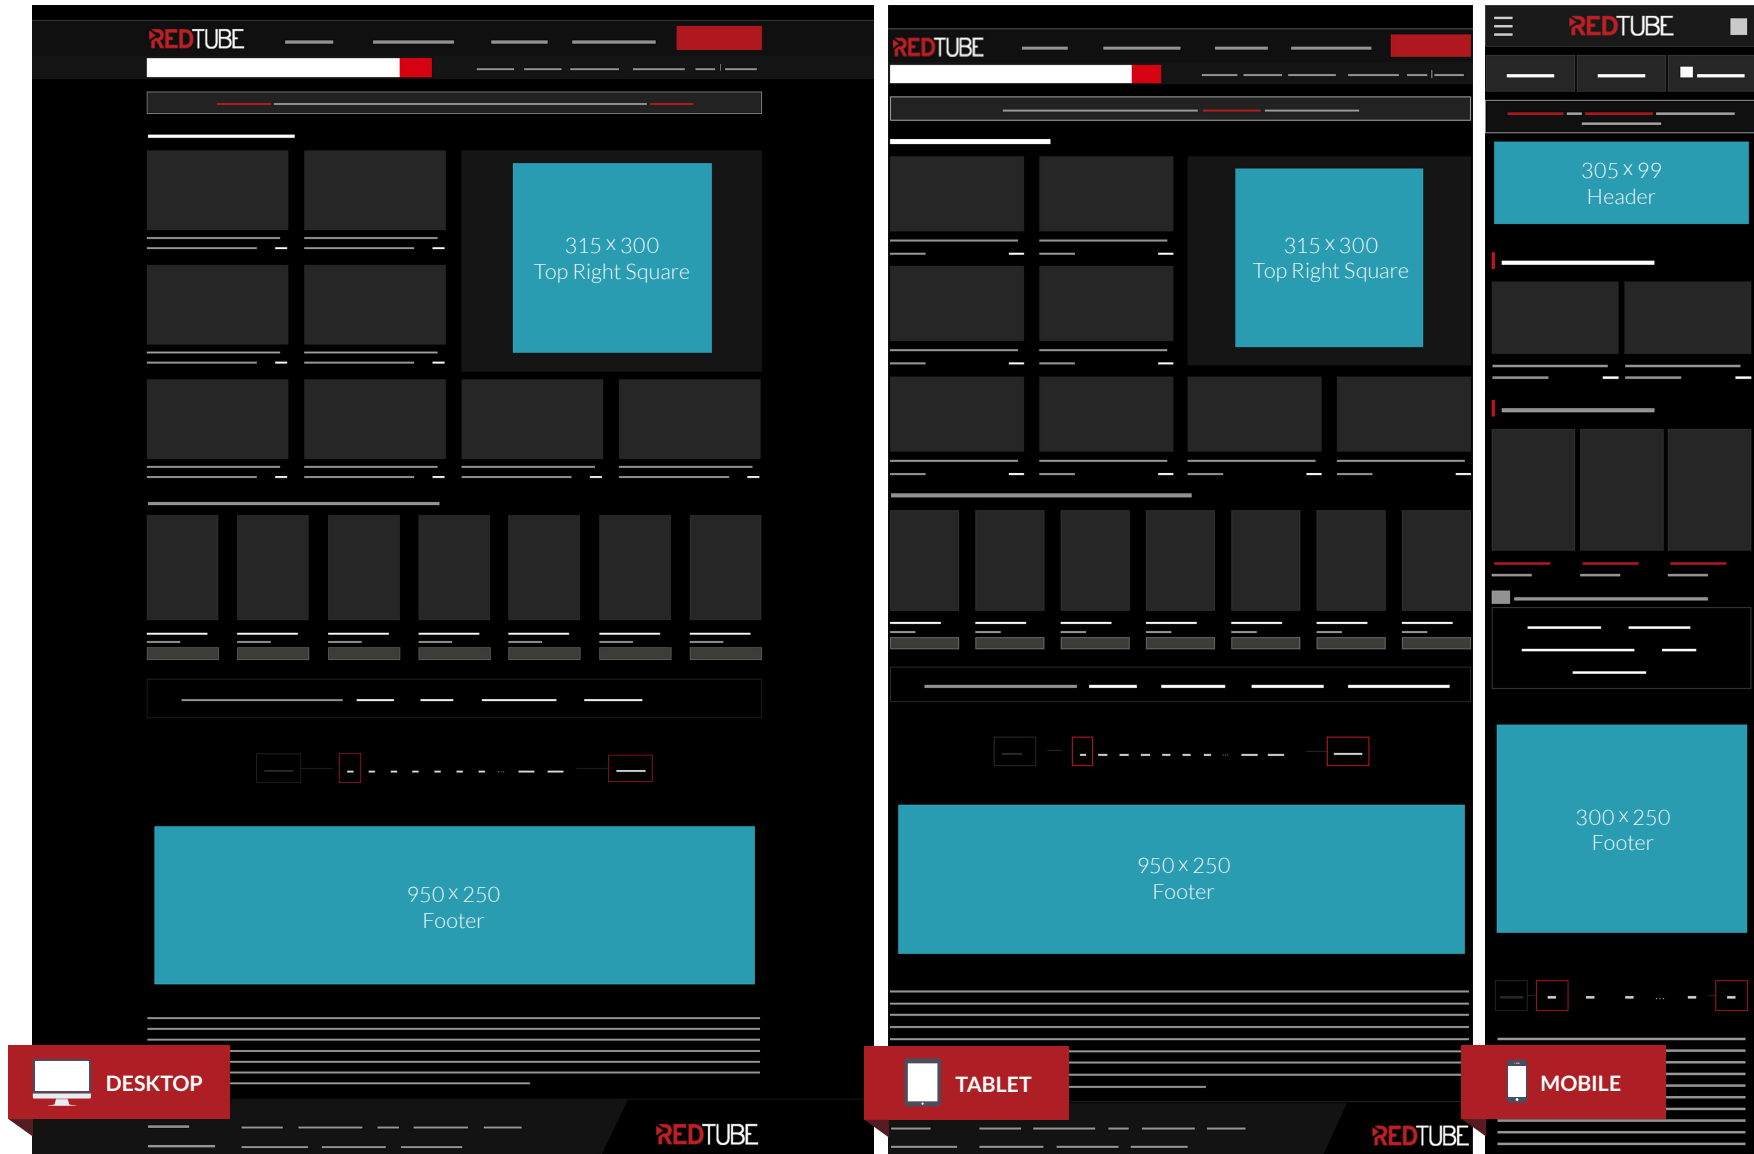 REDTUBE
315 x 300
Top Right Square
950 x 250
Footer
DESKTOP
REDTUBE
REDTUBE
315 x 300
Top Right Square
950 x 250
Footer
TABLET
REDTUBE
REDTUBE
305 x 99
Header
300 x 250
Footer
MOBILE